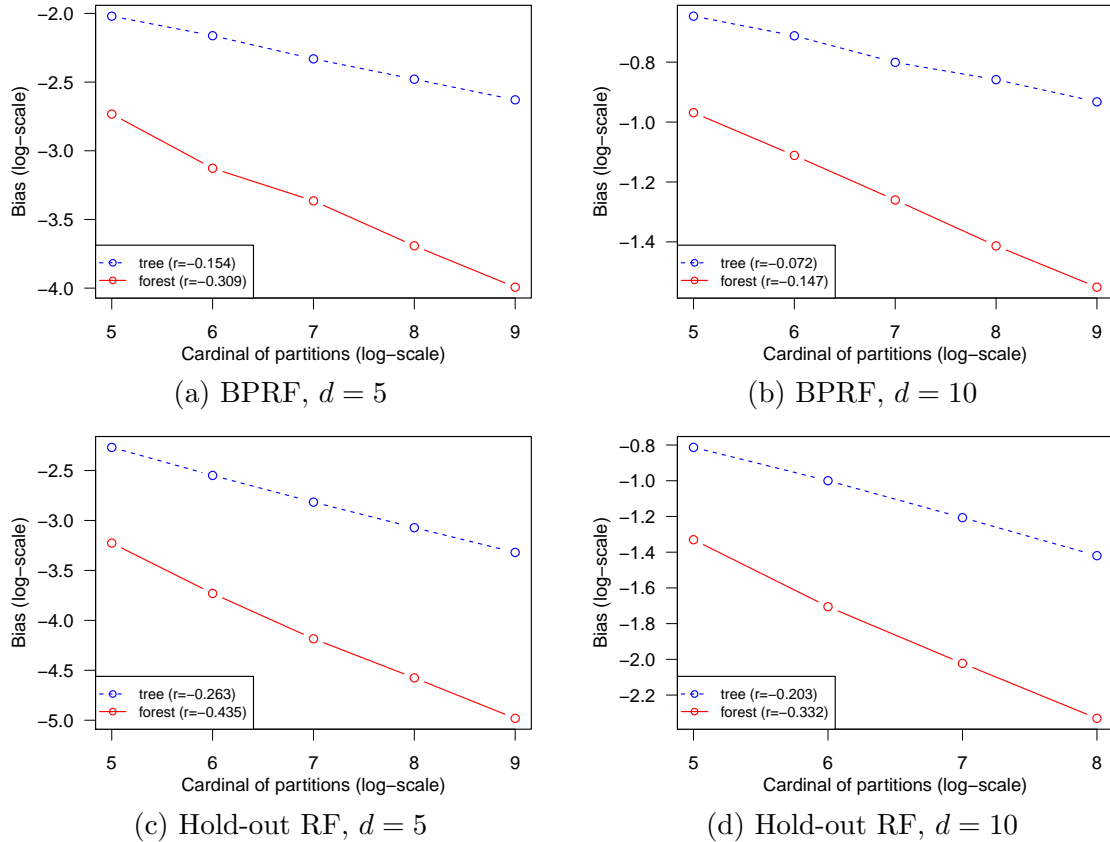 −2.0
−2.5
−3.0
−3.5
−4.0
Bias (log−scale)
tree (r=−0.154)
forest (r=−0.309)
5 6 7 8 9
Cardinal of partitions (log−scale)
(a) BPRF, d = 5
−0.8
−1.0
−1.2
−1.4
Bias (log−scale)
tree (r=−0.072)
forest (r=−0.147)
5 6 7 8 9
Cardinal of partitions (log−scale)
(b) BPRF, d = 10
−2.5
−3.0
−3.5
−4.0
−4.5
−5.0
Bias (log−scale)
tree (r=−0.263)
forest (r=−0.435)
5 6 7 8 9
Cardinal of partitions (log−scale)
(c) Hold-out RF, d = 5
−0.8
−1.0
−1.2
−1.4
−1.6
−1.8
−2.0
−2.2
Bias (log−scale)
tree (r=−0.203)
forest (r=−0.332)
5 6 7 8
Cardinal of partitions (log−scale)
(d) Hold-out RF, d = 10